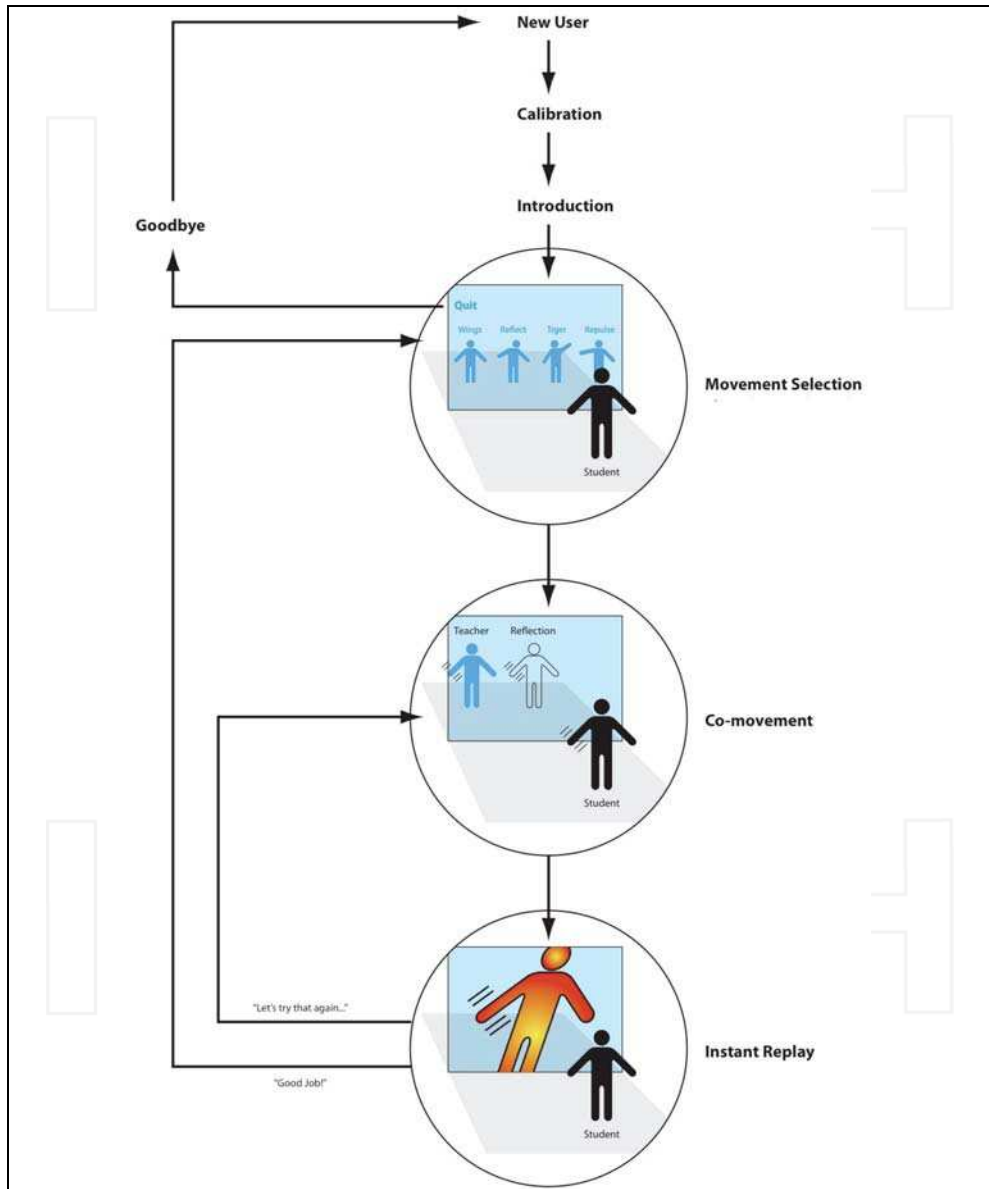 New User
Calibration
Introduction
Goodbye
Quit
Wings Reflect Tiger Repulse
Movement Selection
Student
Teacher Reflection
Co-movement
Student
"Let's try that again..."
Instant Replay
"Good Job!"
Student